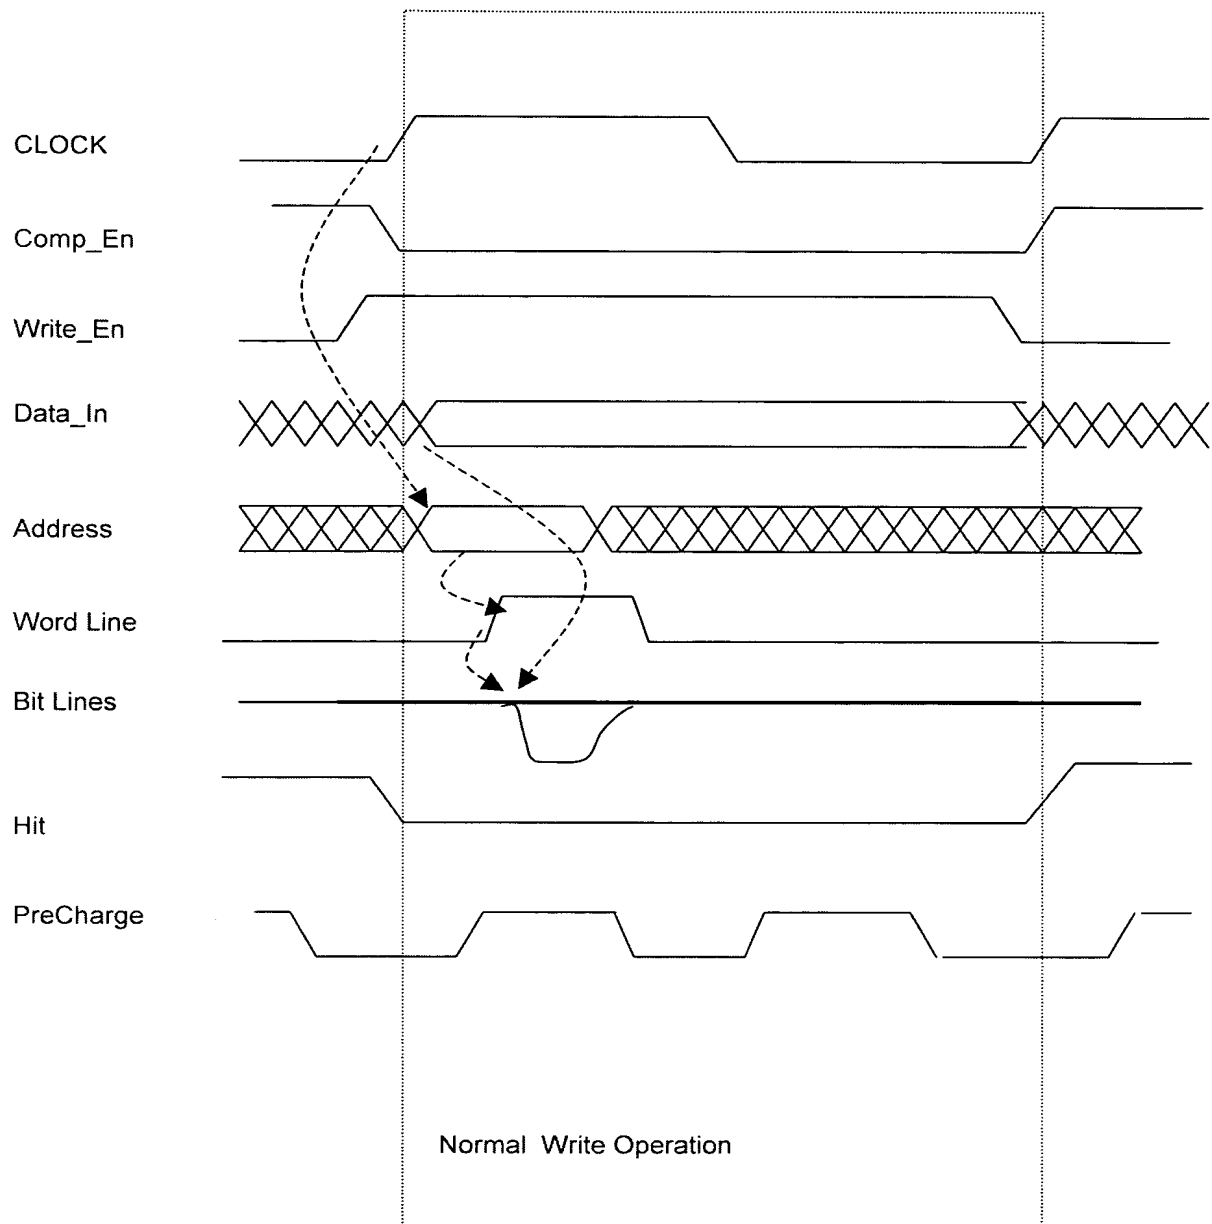 CLOCK
Comp_En
Write_En
Data_In
Address
Word Line
Bit Lines
Hit
PreCharge
Normal Write Operation